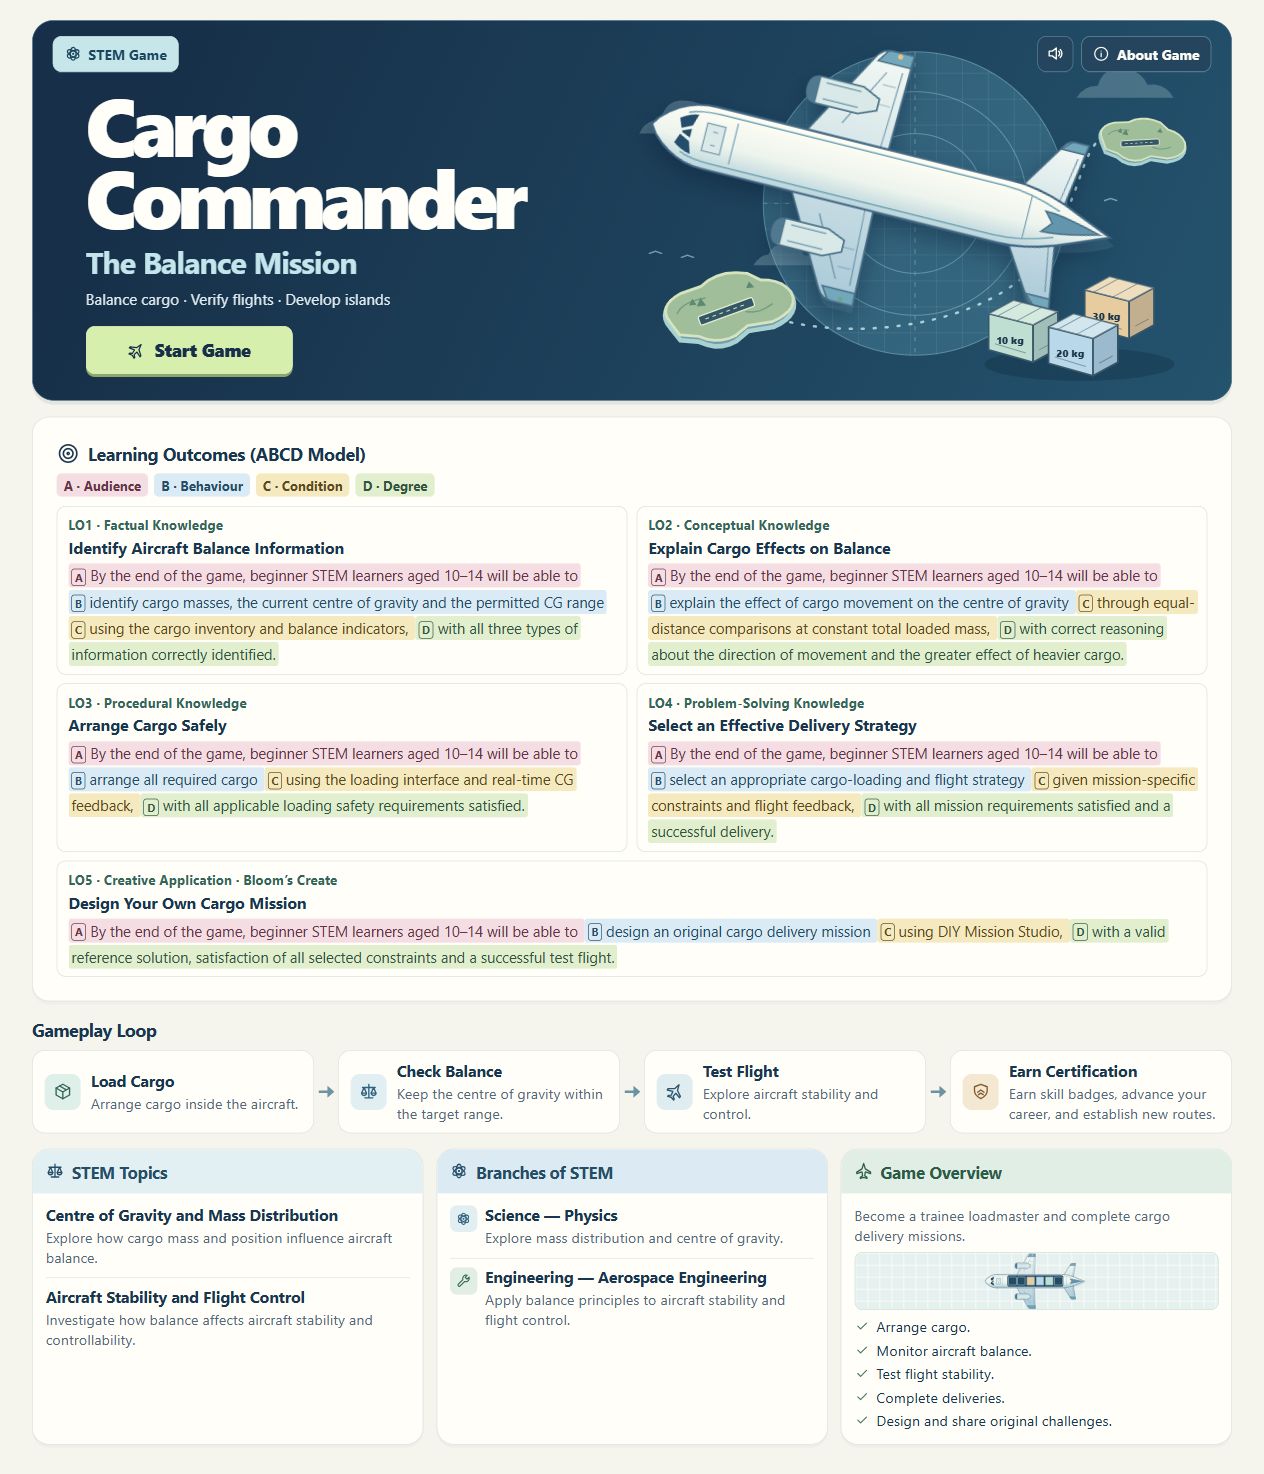 STEM Game
About Game
Cargo
Commander
The Balance Mission
Balance cargo · Verify flights · Develop islands
Start Game
10 kg
20 kg
30 kg
Learning Outcomes (ABCD Model)
A · Audience B · Behaviour C · Condition D · Degree
LO1 · Factual Knowledge
Identify Aircraft Balance Information
A By the end of the game, beginner STEM learners aged 10–14 will be able to
B identify cargo masses, the current centre of gravity and the permitted CG range
C using the cargo inventory and balance indicators, D with all three types of
information correctly identified.
LO2 · Conceptual Knowledge
Explain Cargo Effects on Balance
A By the end of the game, beginner STEM learners aged 10–14 will be able to
B explain the effect of cargo movement on the centre of gravity C through equal-
distance comparisons at constant total loaded mass, D with correct reasoning
about the direction of movement and the greater effect of heavier cargo.
LO3 · Procedural Knowledge
Arrange Cargo Safely
A By the end of the game, beginner STEM learners aged 10–14 will be able to
B arrange all required cargo C using the loading interface and real-time CG
feedback, D with all applicable loading safety requirements satisfied.
LO4 · Problem-Solving Knowledge
Select an Effective Delivery Strategy
A By the end of the game, beginner STEM learners aged 10–14 will be able to
B select an appropriate cargo-loading and flight strategy C given mission-specific
constraints and flight feedback, D with all mission requirements satisfied and a
successful delivery.
LO5 · Creative Application · Bloom’s Create
Design Your Own Cargo Mission
A By the end of the game, beginner STEM learners aged 10–14 will be able to B design an original cargo delivery mission C using DIY Mission Studio, D with a valid
reference solution, satisfaction of all selected constraints and a successful test flight.
Gameplay Loop
Load Cargo
Arrange cargo inside the aircraft.
Check Balance
Keep the centre of gravity within
the target range.
Test Flight
Explore aircraft stability and
control.
Earn Certification
Earn skill badges, advance your
career, and establish new routes.
STEM Topics
Centre of Gravity and Mass Distribution
Explore how cargo mass and position influence aircraft
balance.
Aircraft Stability and Flight Control
Investigate how balance affects aircraft stability and
controllability.
Branches of STEM
Science — Physics
Explore mass distribution and centre of gravity.
Engineering — Aerospace Engineering
Apply balance principles to aircraft stability and
flight control.
Game Overview
Become a trainee loadmaster and complete cargo
delivery missions.
Arrange cargo.
Monitor aircraft balance.
Test flight stability.
Complete deliveries.
Design and share original challenges.